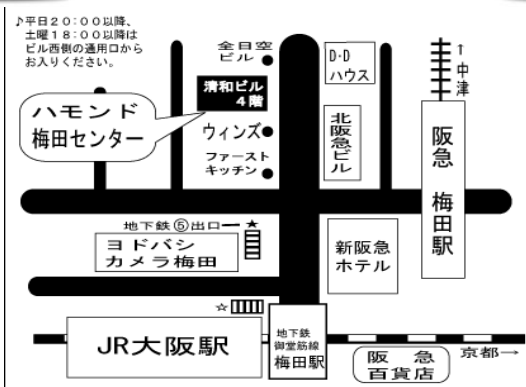 ♪平日20:00以降、
土曜18:00以降は
ビル西側の通用口から
お入りください。
全日空
ビル
D·D
ハウス
↑中津
清和ビル
4階
ハモンド
梅田センター
ウィンズ
北阪急ビル
阪急 梅田駅
ファースト
キッチン
地下鉄⑤出口ー★
ヨドバシ
カメラ梅田
新阪急
ホテル
☆
JR大阪駅
地下鉄
御堂筋線
梅田駅
阪急
百貨店
京都→